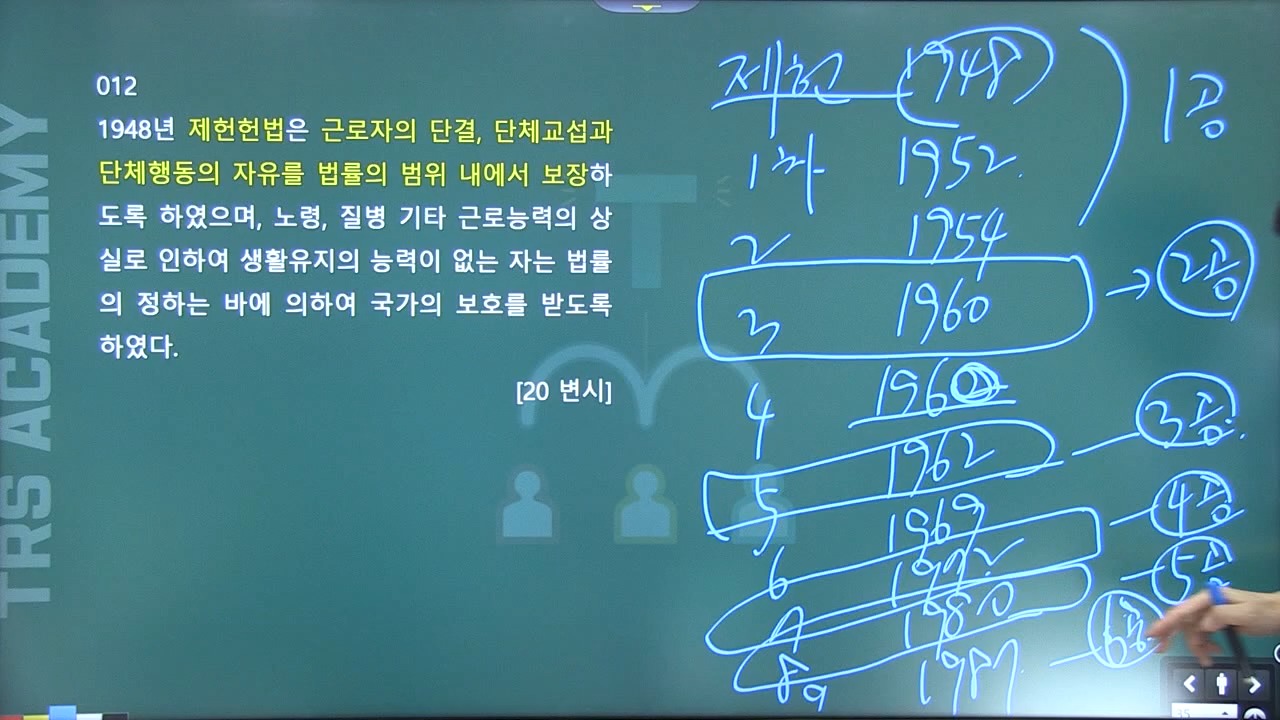 TRS ACADEMY
012
1948년 제헌헌법은 근로자의 단결, 단체교섭과
단체행동의 자유를 법률의 범위 내에서 보장하
도록 하였으며, 노령, 질병 기타 근로능력의 상
실로 인하여 생활유지의 능력이 없는 자는 법률
의 정하는 바에 의하여 국가의 보호를 받도록
하였다.
[20 변시]
제헌 (1948) 1공
1차 1952.
2 1954
3 1960 → 2공
4 1960
5 1962 3공.
1969
6 1972 4공
7 1980 5공
8
9 1987. 6공
35